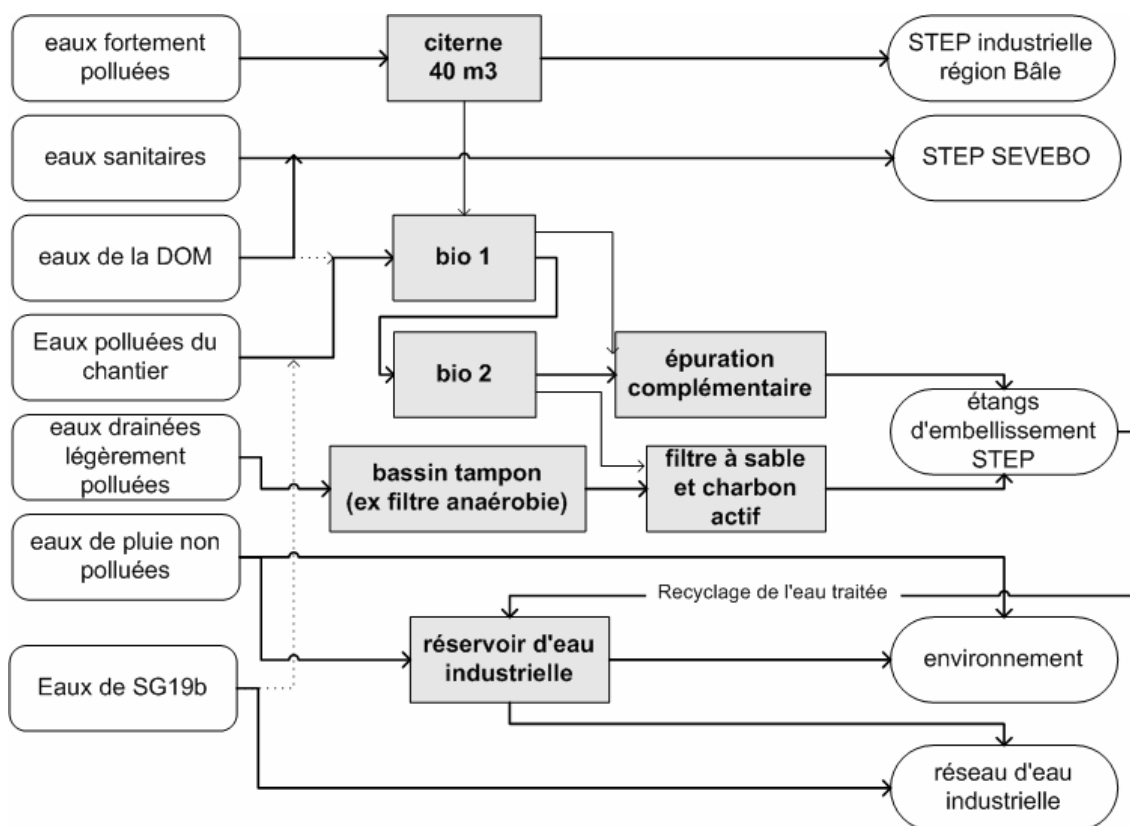 eaux fortement
polluées
citerne
40 m3
STEP industrielle
région Bâle
eaux sanitaires
STEP SEVEBO
eaux de la DOM
bio 1
Eaux polluées du
chantier
bio 2
épuration
complémentaire
étangs
d'embellissement
STEP
eaux drainées
légèrement
polluées
bassin tampon
(ex filtre anaérobie)
filtre à sable
et charbon
actif
eaux de pluie non
polluées
Recyclage de l'eau traitée
réservoir d'eau
industrielle
environnement
Eaux de SG19b
réseau d'eau
industrielle